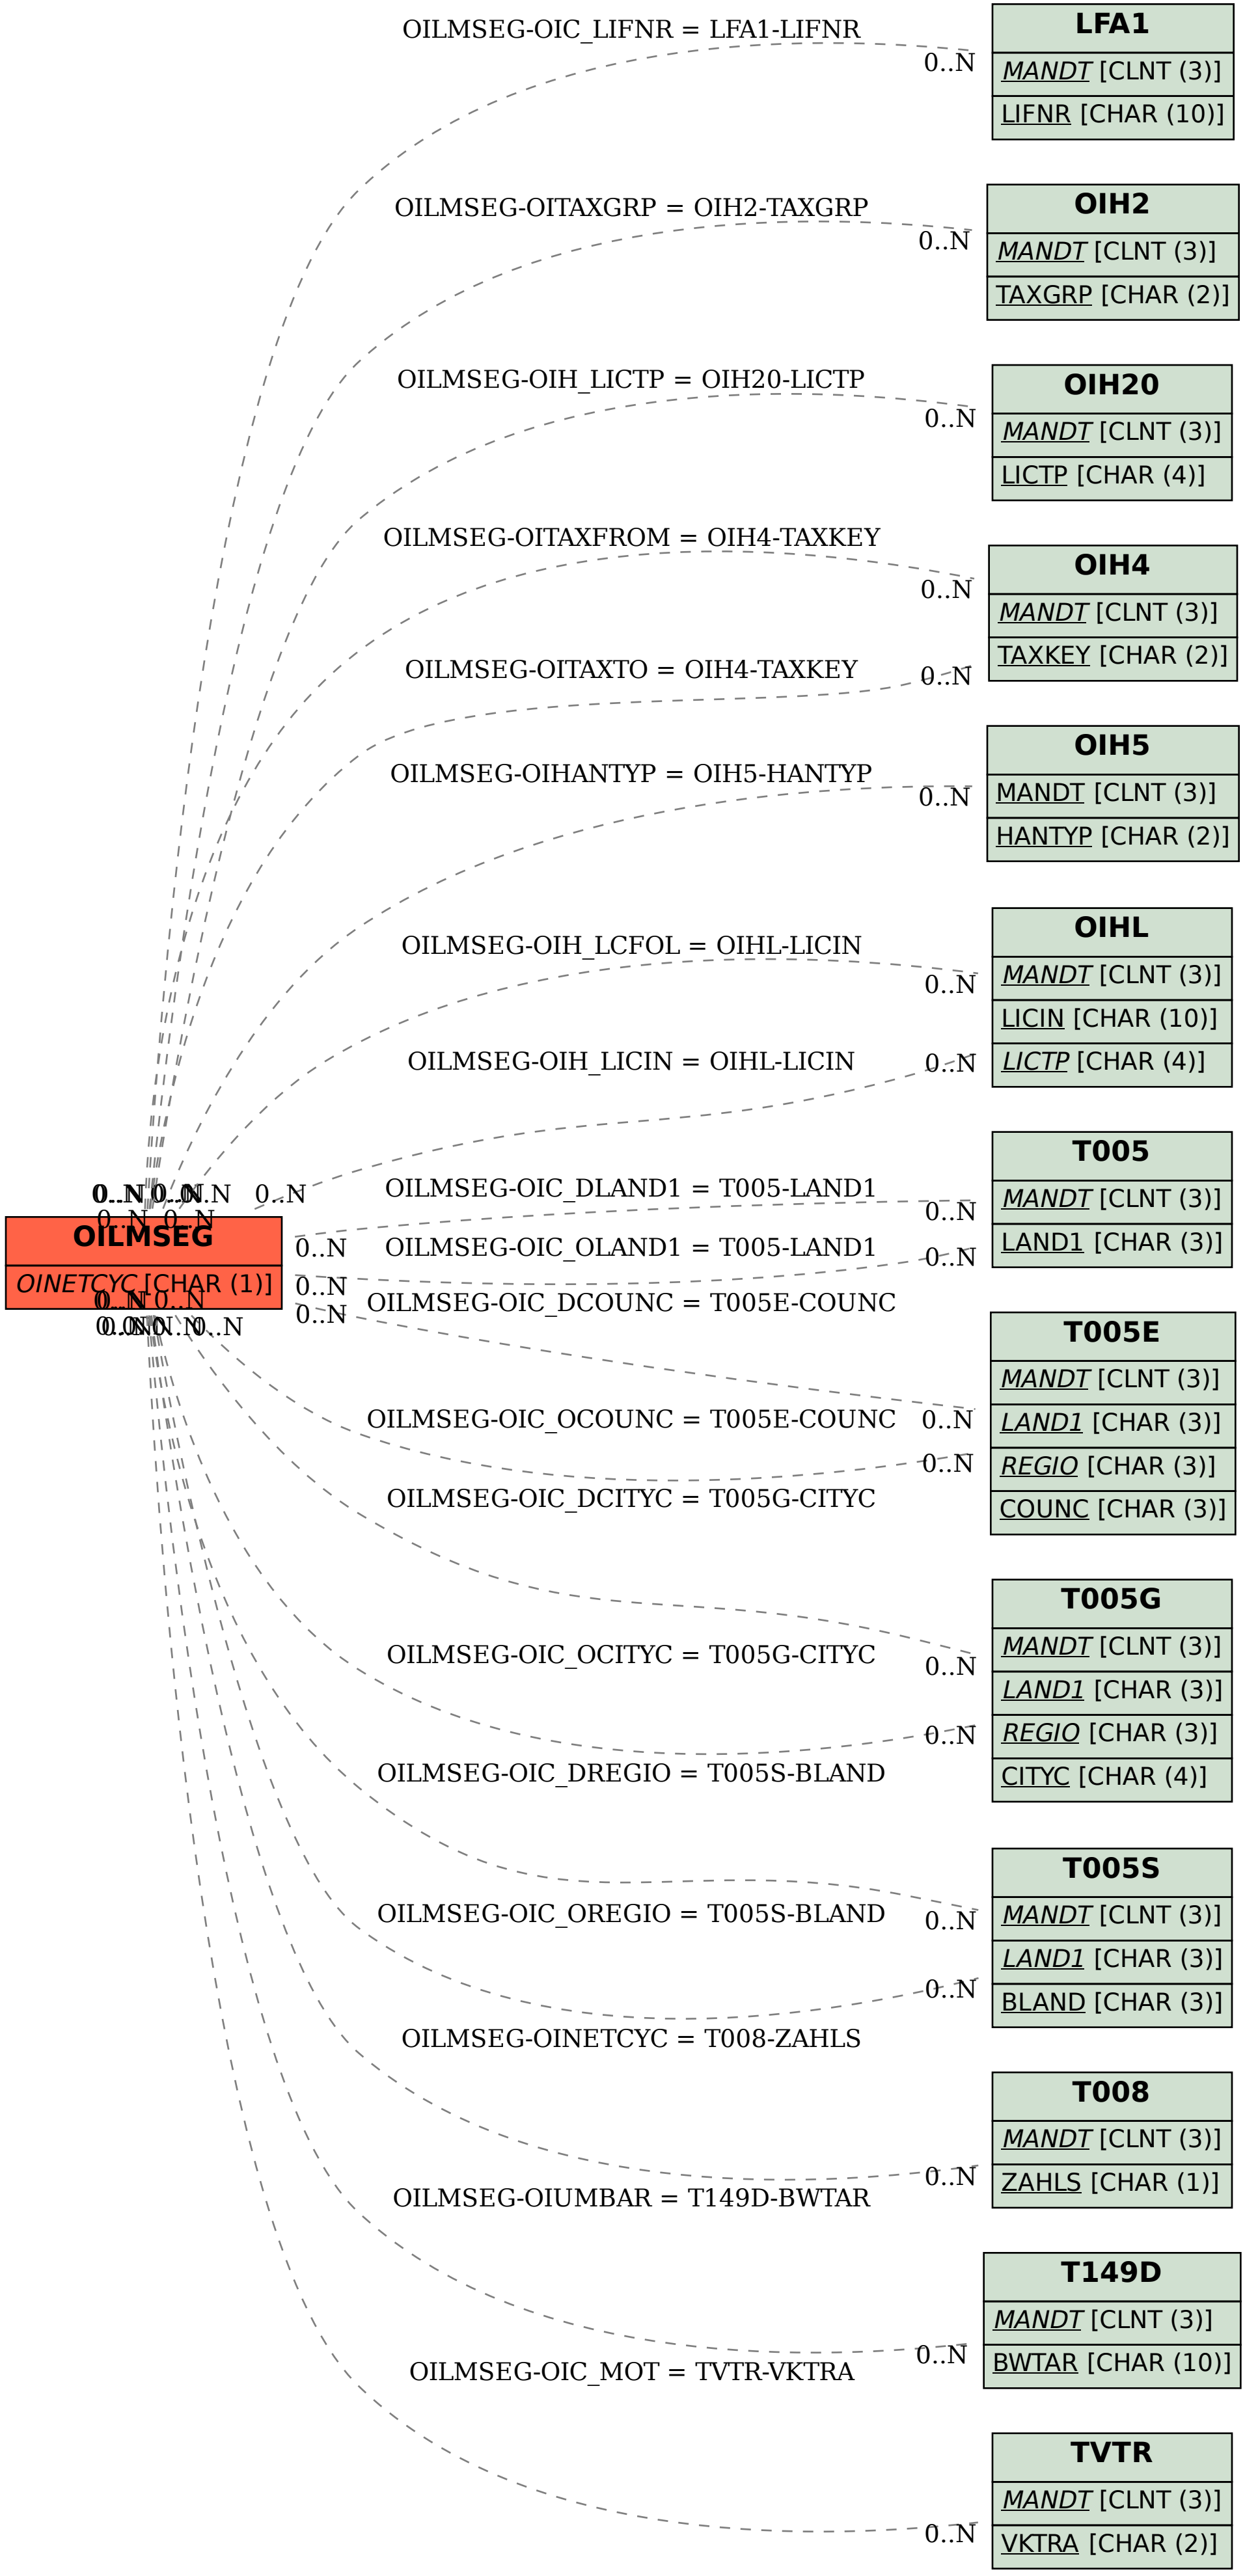 OILMSEG-OIC_LIFNR = LFA1-LIFNR
0..N
LFA1
MANDT [CLNT (3)]
LIFNR [CHAR (10)]
OILMSEG-OITAXGRP = OIH2-TAXGRP
0..N
OIH2
MANDT [CLNT (3)]
TAXGRP [CHAR (2)]
OILMSEG-OIH_LICTP = OIH20-LICTP
0..N
OIH20
MANDT [CLNT (3)]
LICTP [CHAR (4)]
OILMSEG-OITAXFROM = OIH4-TAXKEY
0..N
OIH4
MANDT [CLNT (3)]
TAXKEY [CHAR (2)]
OILMSEG-OITAXTO = OIH4-TAXKEY
0..N
OILMSEG-OIHANTYP = OIH5-HANTYP
0..N
OIH5
MANDT [CLNT (3)]
HANTYP [CHAR (2)]
OILMSEG-OIH_LCFOL = OIHL-LICIN
0..N
OIHL
MANDT [CLNT (3)]
LICIN [CHAR (10)]
LICTP [CHAR (4)]
OILMSEG-OIH_LICIN = OIHL-LICIN
0..N
0..N 0..N 0..N 0..N
0..N 0..N
OILMSEG
OINETCYC [CHAR (1)]
0..N 0..N
0..N 0..N 0..N 0..N
0..N
0..N
0..N
OILMSEG-OIC_DLAND1 = T005-LAND1
0..N
OILMSEG-OIC_OLAND1 = T005-LAND1
0..N
T005
MANDT [CLNT (3)]
LAND1 [CHAR (3)]
OILMSEG-OIC_DCOUNC = T005E-COUNC
0..N
OILMSEG-OIC_OCOUNC = T005E-COUNC
0..N
T005E
MANDT [CLNT (3)]
LAND1 [CHAR (3)]
REGIO [CHAR (3)]
COUNC [CHAR (3)]
OILMSEG-OIC_DCITYC = T005G-CITYC
0..N
OILMSEG-OIC_OCITYC = T005G-CITYC
0..N
T005G
MANDT [CLNT (3)]
LAND1 [CHAR (3)]
REGIO [CHAR (3)]
CITYC [CHAR (4)]
OILMSEG-OIC_DREGIO = T005S-BLAND
0..N
OILMSEG-OIC_OREGIO = T005S-BLAND
0..N
T005S
MANDT [CLNT (3)]
LAND1 [CHAR (3)]
BLAND [CHAR (3)]
OILMSEG-OINETCYC = T008-ZAHLS
0..N
T008
MANDT [CLNT (3)]
ZAHLS [CHAR (1)]
OILMSEG-OIUMBAR = T149D-BWTAR
0..N
T149D
MANDT [CLNT (3)]
BWTAR [CHAR (10)]
OILMSEG-OIC_MOT = TVTR-VKTRA
0..N
TVTR
MANDT [CLNT (3)]
VKTRA [CHAR (2)]